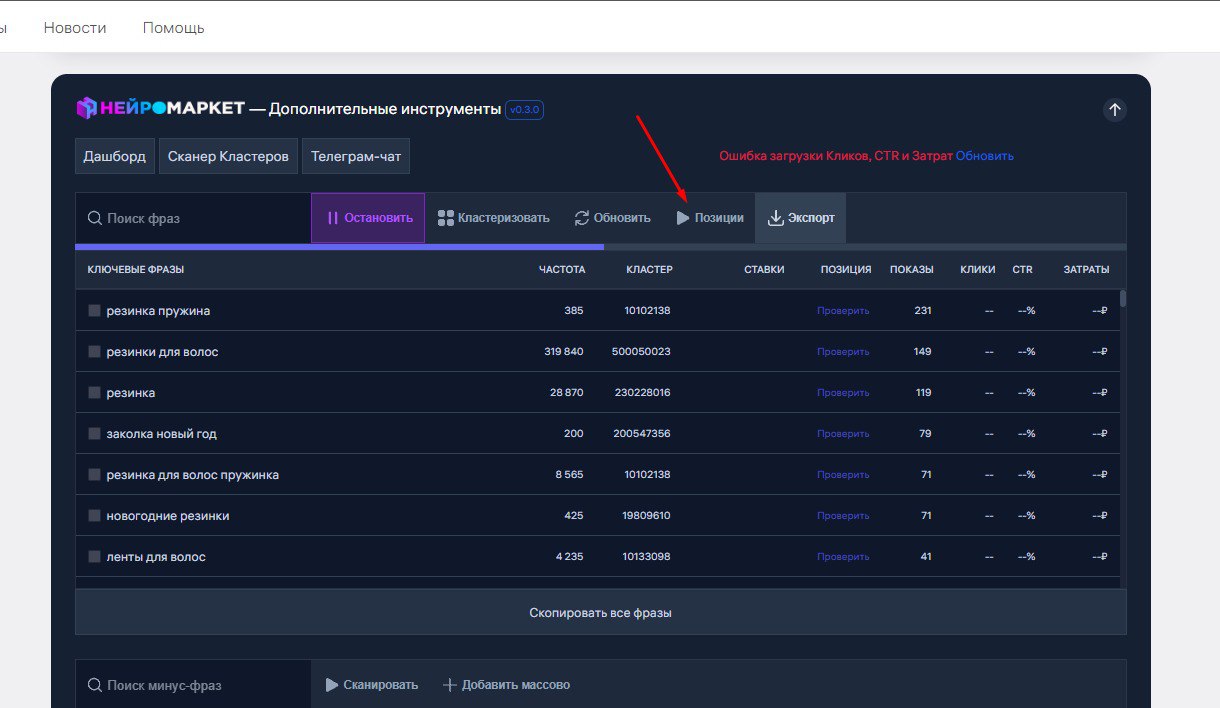 ы Новости Помощь
НЕЙРОМАРКЕТ — Дополнительные инструменты v0.3.0
Дашборд Сканер Кластеров Телеграм-чат Ошибка загрузки Кликов, CTR и Затрат Обновить
Поиск фраз Остановить Кластеризовать Обновить Позиции Экспорт
КЛЮЧЕВЫЕ ФРАЗЫ ЧАСТОТА КЛАСТЕР СТАВКИ ПОЗИЦИЯ ПОКАЗЫ КЛИКИ CTR ЗАТРАТЫ
резинка пружина 385 10102138 Проверить 231 -- --% --₽
резинки для волос 319 840 500050023 Проверить 149 -- --% --₽
резинка 28 870 230228016 Проверить 119 -- --% --₽
заколка новый год 200 200547356 Проверить 79 -- --% --₽
резинка для волос пружинка 8 565 10102138 Проверить 71 -- --% --₽
новогодние резинки 425 19809610 Проверить 71 -- --% --₽
ленты для волос 4 235 10133098 Проверить 41 -- --% --₽
Скопировать все фразы
Поиск минус-фраз Сканировать Добавить массово